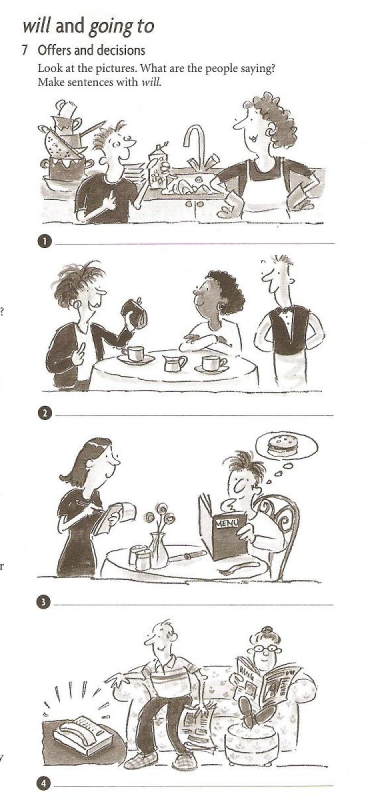 will and going to
7 Offers and decisions
Look at the pictures. What are the people saying?
Make sentences with will.
1
?
2
MENU
r
3
y
4